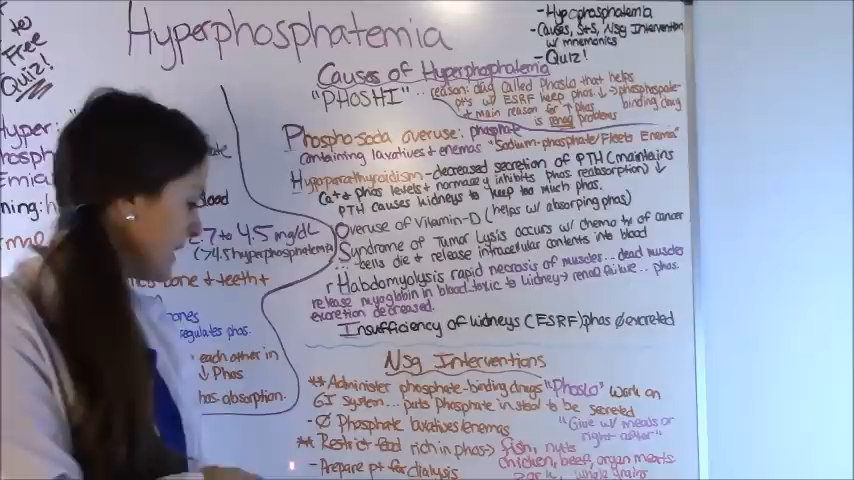 to
Free
Quiz!
Hyperphosphatemia
-Hypophosphatemia
-Causes, S+S, Nsg Intervention
w/ mnemonics
-Quiz!
Causes of Hyperphosphatemia
"PHOSHI" ... reason: drug called PhosLo that helps
pts w/ ESRF keep phos ↓ → phosphate
+ main reason for ↑ phos binding drug
is renal problems
Phospho-soda overuse: phosphate
containing laxatives + enemas "Sodium-phosphate/Fleets Enema"
Hypoparathyroidism - decreased secretion of PTH (maintains
Ca+ & phos levels + normally inhibits phos reabsorption) ↓
PTH causes kidneys to keep too much phos.
Overuse of Vitamin-D (helps w/ absorbing phos)
Syndrome of Tumor Lysis occurs w/ chemo tx of cancer
..cells die + release intracellular contents into blood
rHabdomyolysis rapid necrosis of muscles... dead muscles
release myoglobin in blood..toxic to kidney → renal failure... phos.
excretion decreased.
Insufficiency of kidneys (ESRF) phos Ø excreted
Hyper:
hosph
emia
ning:
blood
2.7 to 4.5 mg/dL
(>4.5 hyperphosphatemia)
bone + teeth +
ones
regulates phos.
each other in
↓ Phos
hos absorption.
Nsg Interventions
** Administer phosphate-binding drugs "PhosLo" work on
GI system... puts Phosphate in stool to be secreted
- Ø Phosphate laxatives/enemas "Give w/ meals or
right after"
** Restrict food rich in phos → fish, nuts
chicken, beef, organ meats
- Prepare pt for dialysis
pork, whole grains